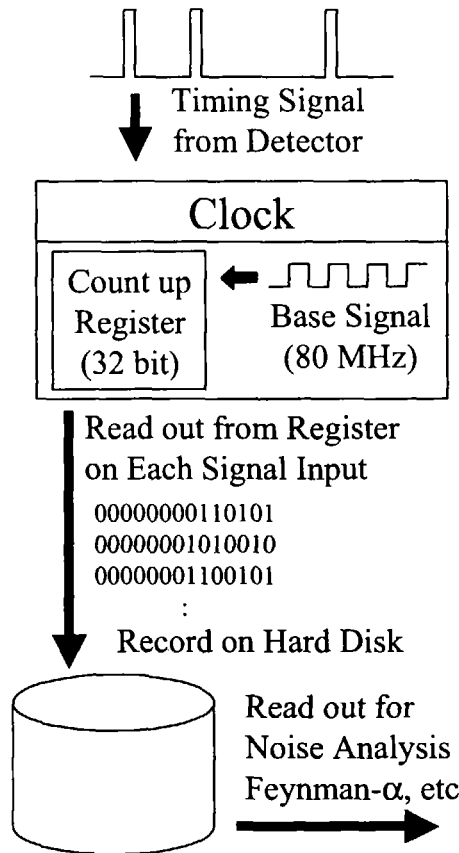 Timing Signal
from Detector
Clock
Count up
Register
(32 bit)
Base Signal
(80 MHz)
Read out from Register
on Each Signal Input
00000000110101
00000001010010
00000001100101
:
Record on Hard Disk
Read out for
Noise Analysis
Feynman-α, etc